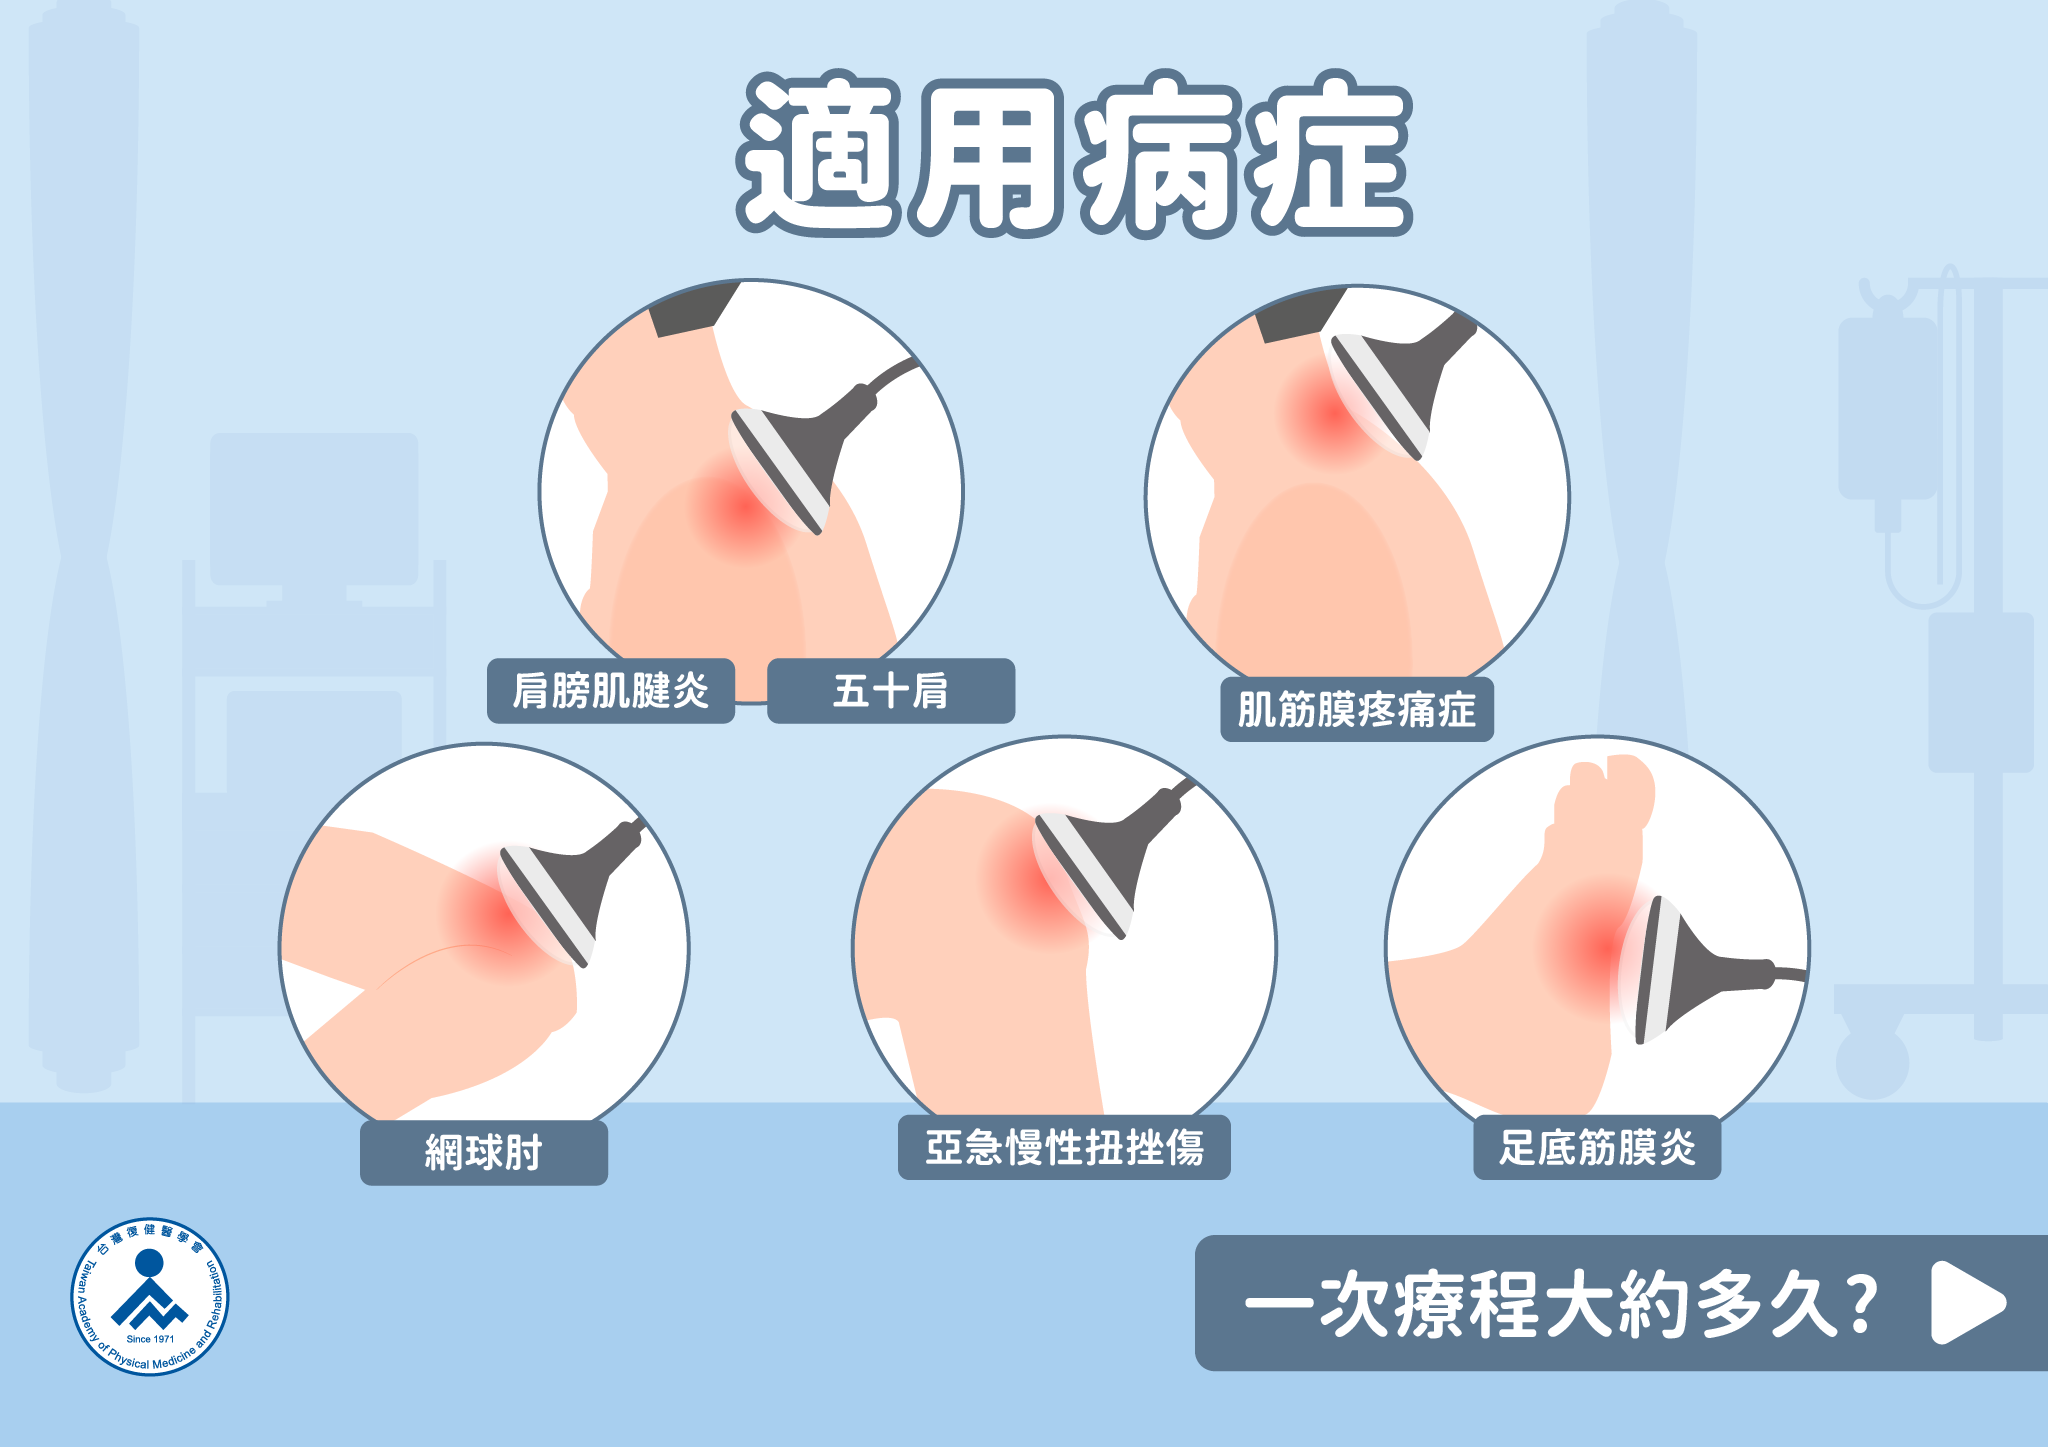 適用病症
肩膀肌腱炎
五十肩
肌筋膜疼痛症
網球肘
亞急慢性扭挫傷
足底筋膜炎
一次療程大約多久?
台灣復健醫學會
Taiwan Academy of Physical Medicine and Rehabilitation
Since 1971